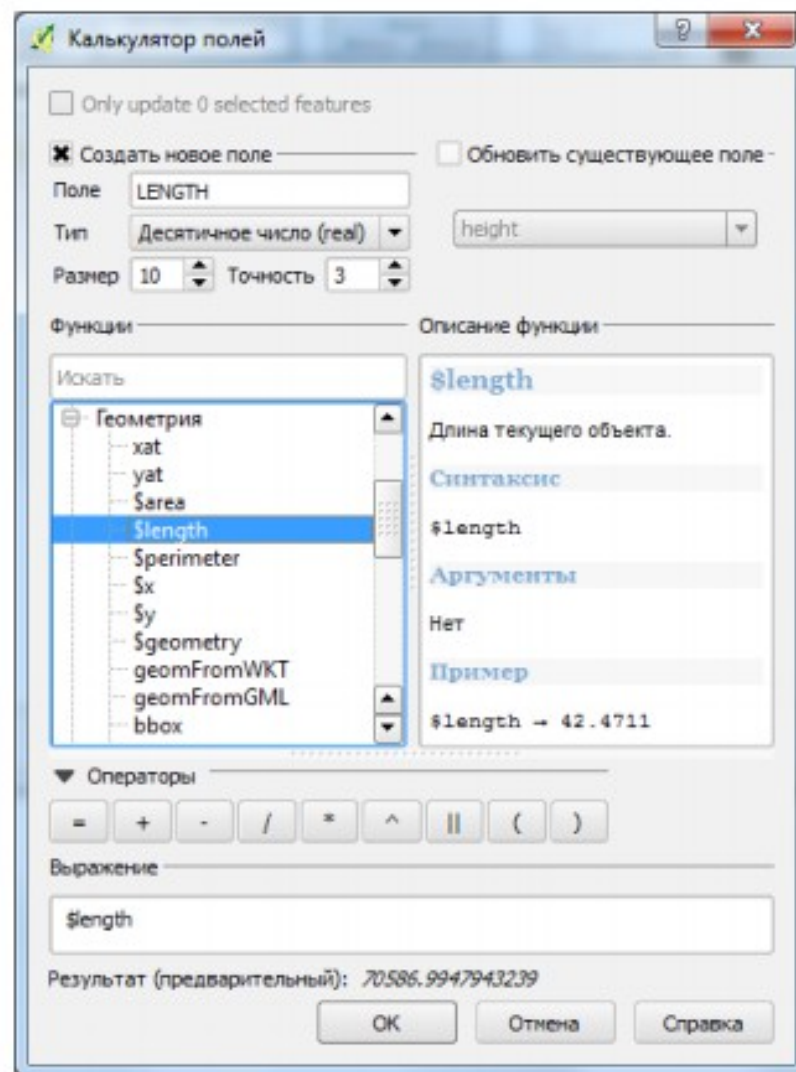 Калькулятор полей
Only update 0 selected features
Создать новое поле
Обновить существующее поле
Поле LENGTH
Тип Десятичное число (real)
height
Размер 10 Точность 3
Функции
Описание функции
Искать
Геометрия
xat
yat
$area
$length
$perimeter
$x
$y
$geometry
geomFromWKT
geomFromGML
bbox
$length
Длина текущего объекта.
Синтаксис
$length
Аргументы
Нет
Пример
$length → 42.4711
Операторы
= + - / * ^ || ( )
Выражение
$length
Результат (предварительный): 70586.9947943239
OK Отмена Справка